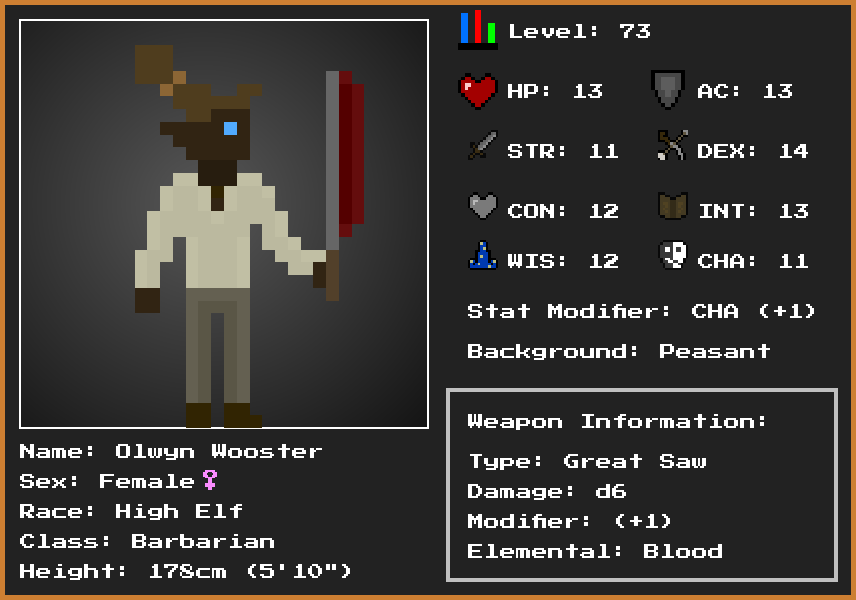 Level: 73
HP: 13
AC: 13
STR: 11
DEX: 14
CON: 12
INT: 13
WIS: 12
CHA: 11
Stat Modifier: CHA (+1)
Background: Peasant
Weapon Information:
Type: Great Saw
Damage: d6
Modifier: (+1)
Elemental: Blood
Name: Olwyn Wooster
Sex: Female♀
Race: High Elf
Class: Barbarian
Height: 178cm (5'10")